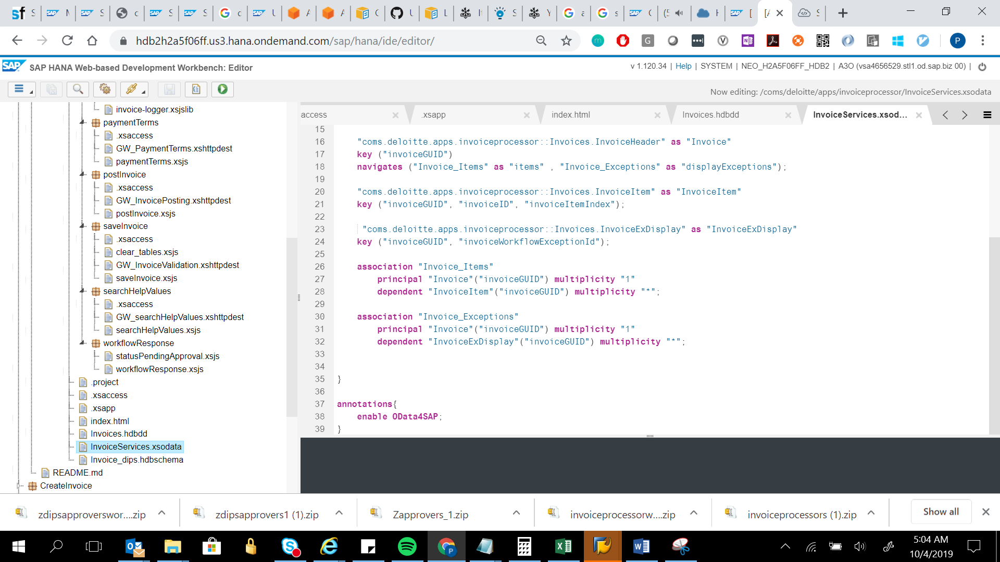 hdb2h2a5f06ff.us3.hana.ondemand.com/sap/hana/ide/editor/
SAP SAP HANA Web-based Development Workbench: Editor
v 1.120.34 | Help | SYSTEM | NEO_H2A5F06FF_HDB2 | A3O (vsa4656529.stl1.od.sap.biz 00) |
Now editing: /coms/deloitte/apps/invoiceprocessor/InvoiceServices.xsodata
invoice-logger.xsjslib
paymentTerms
.xsaccess
GW_PaymentTerms.xshttpdest
paymentTerms.xsjs
postInvoice
.xsaccess
GW_InvoicePosting.xshttpdest
postInvoice.xsjs
saveInvoice
.xsaccess
clear_tables.xsjs
GW_InvoiceValidation.xshttpdest
saveInvoice.xsjs
searchHelpValues
.xsaccess
GW_searchHelpValues.xshttpdest
searchHelpValues.xsjs
workflowResponse
statusPendingApproval.xsjs
workflowResponse.xsjs
.project
.xsaccess
.xsapp
index.html
Invoices.hdbdd
InvoiceServices.xsodata
Invoice_dips.hdbschema
README.md
CreateInvoice
access .xsapp index.html Invoices.hdbdd InvoiceServices.xsod...
15
16 "coms.deloitte.apps.invoiceprocessor::Invoices.InvoiceHeader" as "Invoice"
17 key ("invoiceGUID")
18 navigates ("Invoice_Items" as "items" , "Invoice_Exceptions" as "displayExceptions");
19
20 "coms.deloitte.apps.invoiceprocessor::Invoices.InvoiceItem" as "InvoiceItem"
21 key ("invoiceGUID", "invoiceID", "invoiceItemIndex");
22
23 "coms.deloitte.apps.invoiceprocessor::Invoices.InvoiceExDisplay" as "InvoiceExDisplay"
24 key ("invoiceGUID", "invoiceWorkflowExceptionId");
25
26 association "Invoice_Items"
27 principal "Invoice"("invoiceGUID") multiplicity "1"
28 dependent "InvoiceItem"("invoiceGUID") multiplicity "*";
29
30 association "Invoice_Exceptions"
31 principal "Invoice"("invoiceGUID") multiplicity "1"
32 dependent "InvoiceExDisplay"("invoiceGUID") multiplicity "*";
33
34
35 }
36
37 annotations{
38 enable OData4SAP;
39 }
zdipsapproverswor....zip
zdipsapprovers1 (1).zip
Zapprovers_1.zip
invoiceprocessorw....zip
invoiceprocessors (1).zip
Show all
5:04 AM
10/4/2019